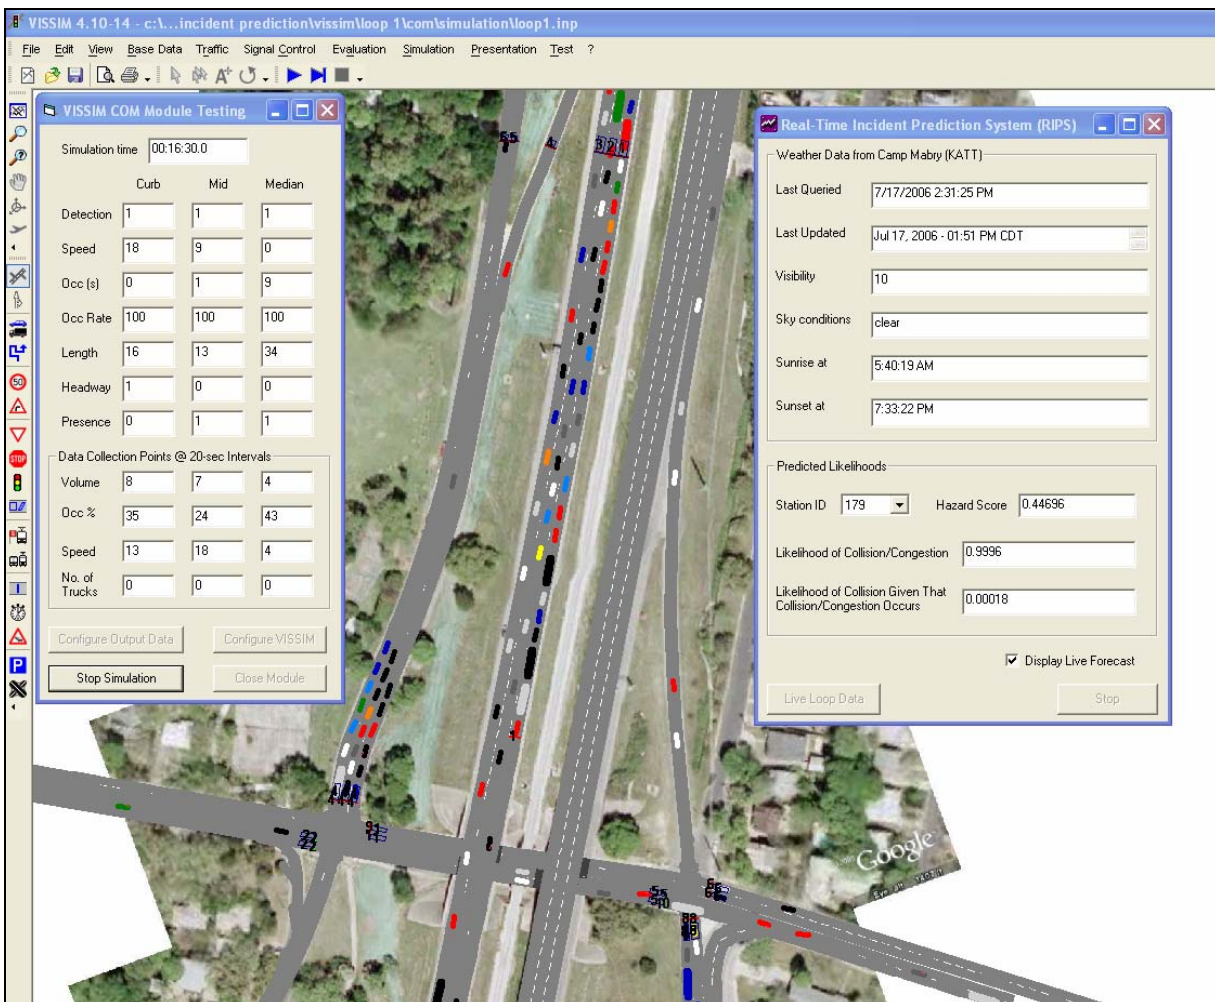 VISSIM 4.10-14 - c:\...incident prediction\vissim\loop 1\com\simulation\loop1.inp
File Edit View Base Data Traffic Signal Control Evaluation Simulation Presentation Test ?
VISSIM COM Module Testing
Simulation time 00:16:30.0
Curb Mid Median
Detection 1 1 1
Speed 18 9 0
Occ (s) 0 1 9
Occ Rate 100 100 100
Length 16 13 34
Headway 1 0 0
Presence 0 1 1
Data Collection Points @ 20-sec Intervals
Volume 8 7 4
Occ % 35 24 43
Speed 13 18 4
No. of
Trucks 0 0 0
Configure Output Data Configure VISSIM
Stop Simulation Close Module
Real-Time Incident Prediction System (RIPS)
Weather Data from Camp Mabry (KATT)
Last Queried 7/17/2006 2:31:25 PM
Last Updated Jul 17, 2006 - 01:51 PM CDT
Visibility 10
Sky conditions clear
Sunrise at 5:40:19 AM
Sunset at 7:33:22 PM
Predicted Likelihoods
Station ID 179 Hazard Score 0.44696
Likelihood of Collision/Congestion 0.9996
Likelihood of Collision Given That
Collision/Congestion Occurs 0.00018
Display Live Forecast
Live Loop Data Stop
50
STOP
P
3 2 1
4
Google